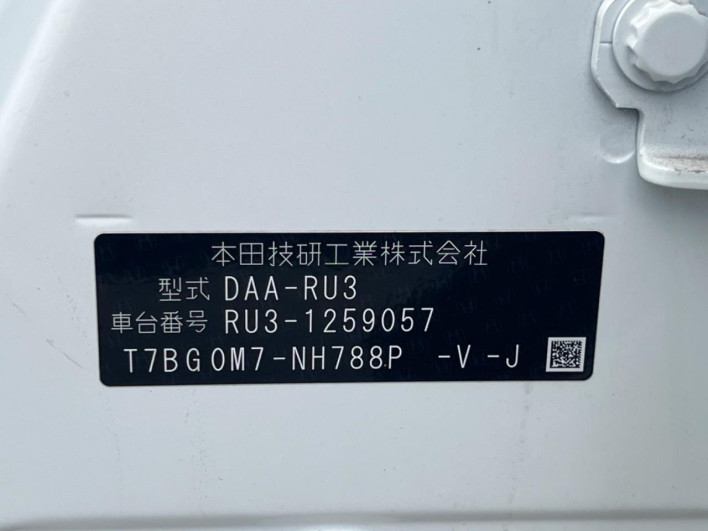 本田技研工業株式会社
型式 DAA-RU3
車台番号 RU3-1259057
T7BG0M7-NH788P -V -J